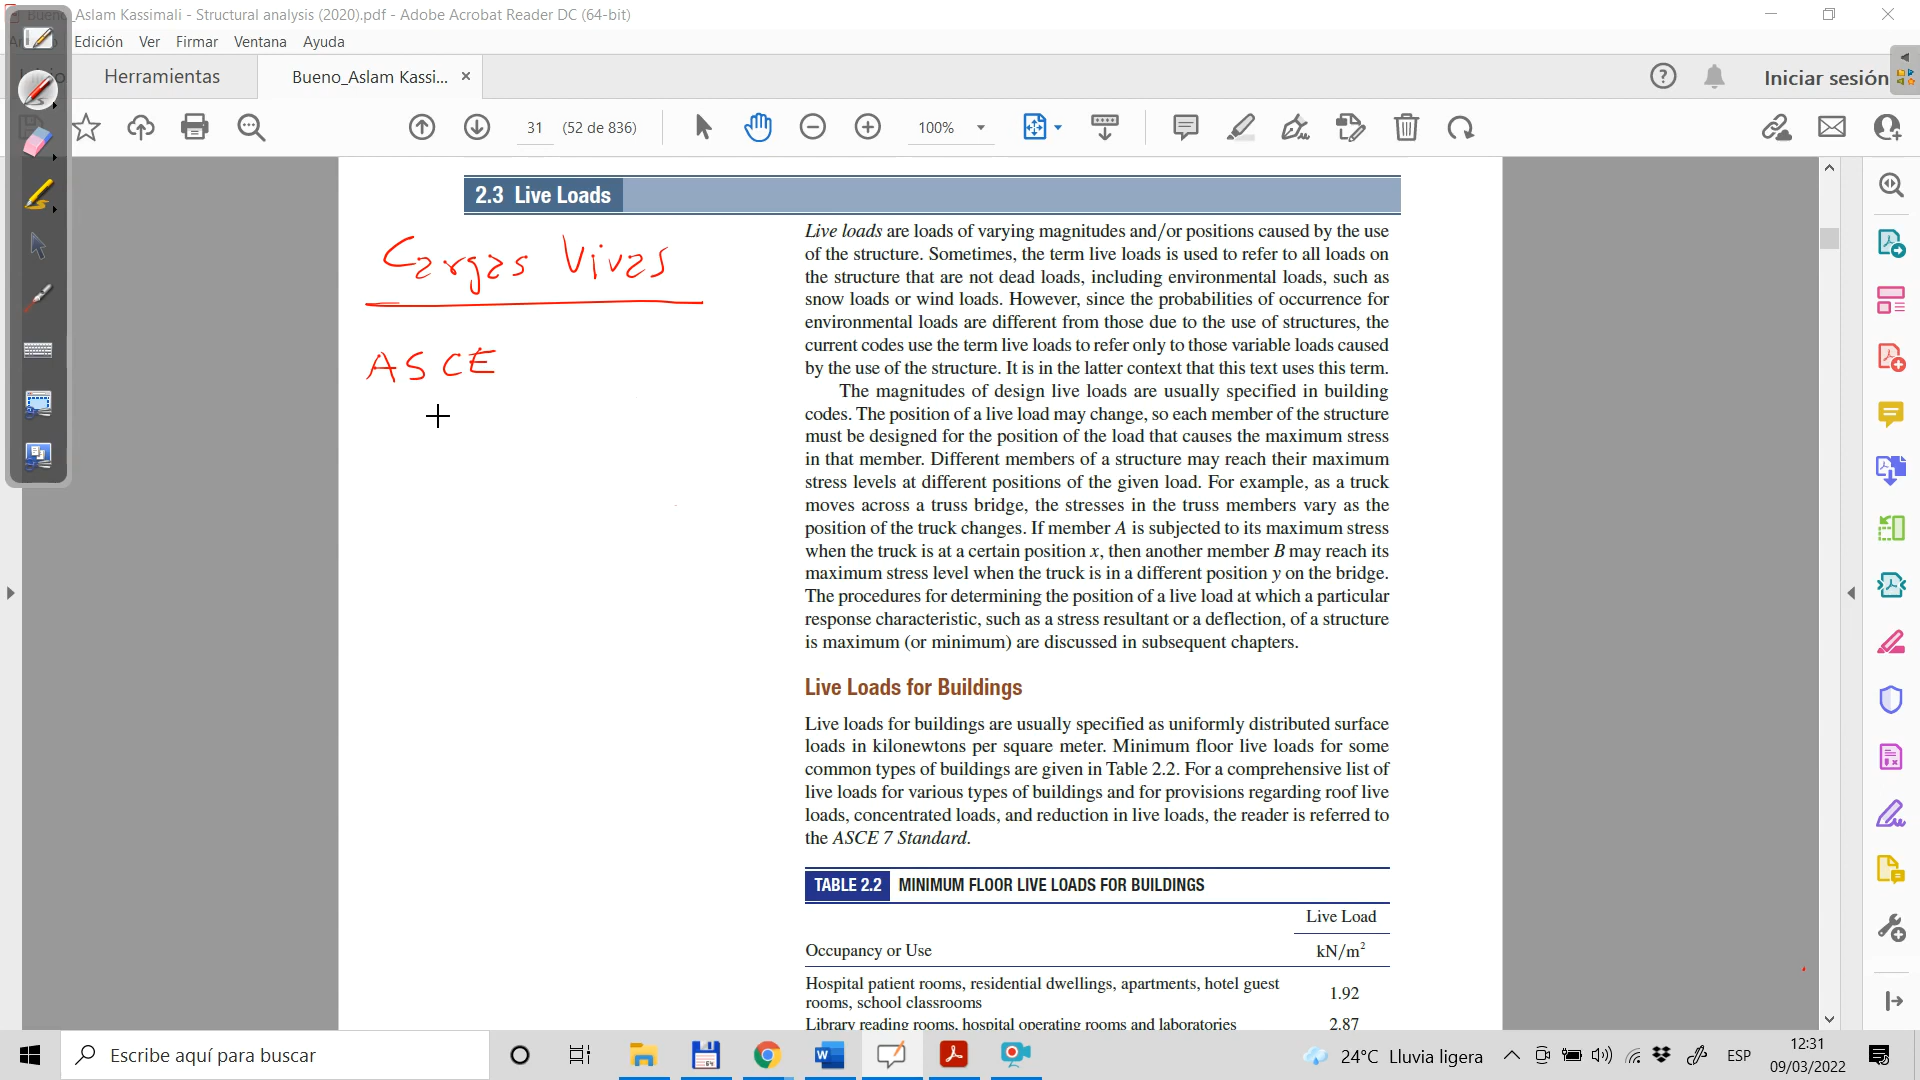 Bueno_Aslam Kassimali - Structural analysis (2020).pdf - Adobe Acrobat Reader DC (64-bit)
Edición Ver Firmar Ventana Ayuda
Herramientas
Bueno_Aslam Kassi...
Iniciar sesión
31 (52 de 836)
100%
2.3 Live Loads
Cargas Vivas
ASCE
Live loads are loads of varying magnitudes and/or positions caused by the use
of the structure. Sometimes, the term live loads is used to refer to all loads on
the structure that are not dead loads, including environmental loads, such as
snow loads or wind loads. However, since the probabilities of occurrence for
environmental loads are different from those due to the use of structures, the
current codes use the term live loads to refer only to those variable loads caused
by the use of the structure. It is in the latter context that this text uses this term.
The magnitudes of design live loads are usually specified in building
codes. The position of a live load may change, so each member of the structure
must be designed for the position of the load that causes the maximum stress
in that member. Different members of a structure may reach their maximum
stress levels at different positions of the given load. For example, as a truck
moves across a truss bridge, the stresses in the truss members vary as the
position of the truck changes. If member A is subjected to its maximum stress
when the truck is at a certain position x, then another member B may reach its
maximum stress level when the truck is in a different position y on the bridge.
The procedures for determining the position of a live load at which a particular
response characteristic, such as a stress resultant or a deflection, of a structure
is maximum (or minimum) are discussed in subsequent chapters.
Live Loads for Buildings
Live loads for buildings are usually specified as uniformly distributed surface
loads in kilonewtons per square meter. Minimum floor live loads for some
common types of buildings are given in Table 2.2. For a comprehensive list of
live loads for various types of buildings and for provisions regarding roof live
loads, concentrated loads, and reduction in live loads, the reader is referred to
the ASCE 7 Standard.
TABLE 2.2 MINIMUM FLOOR LIVE LOADS FOR BUILDINGS
Live Load
Occupancy or Use kN/m²
Hospital patient rooms, residential dwellings, apartments, hotel guest
rooms, school classrooms 1.92
Library reading rooms, hospital operating rooms and laboratories 2.87
Escribe aquí para buscar
24°C Lluvia ligera
ESP
12:31
09/03/2022